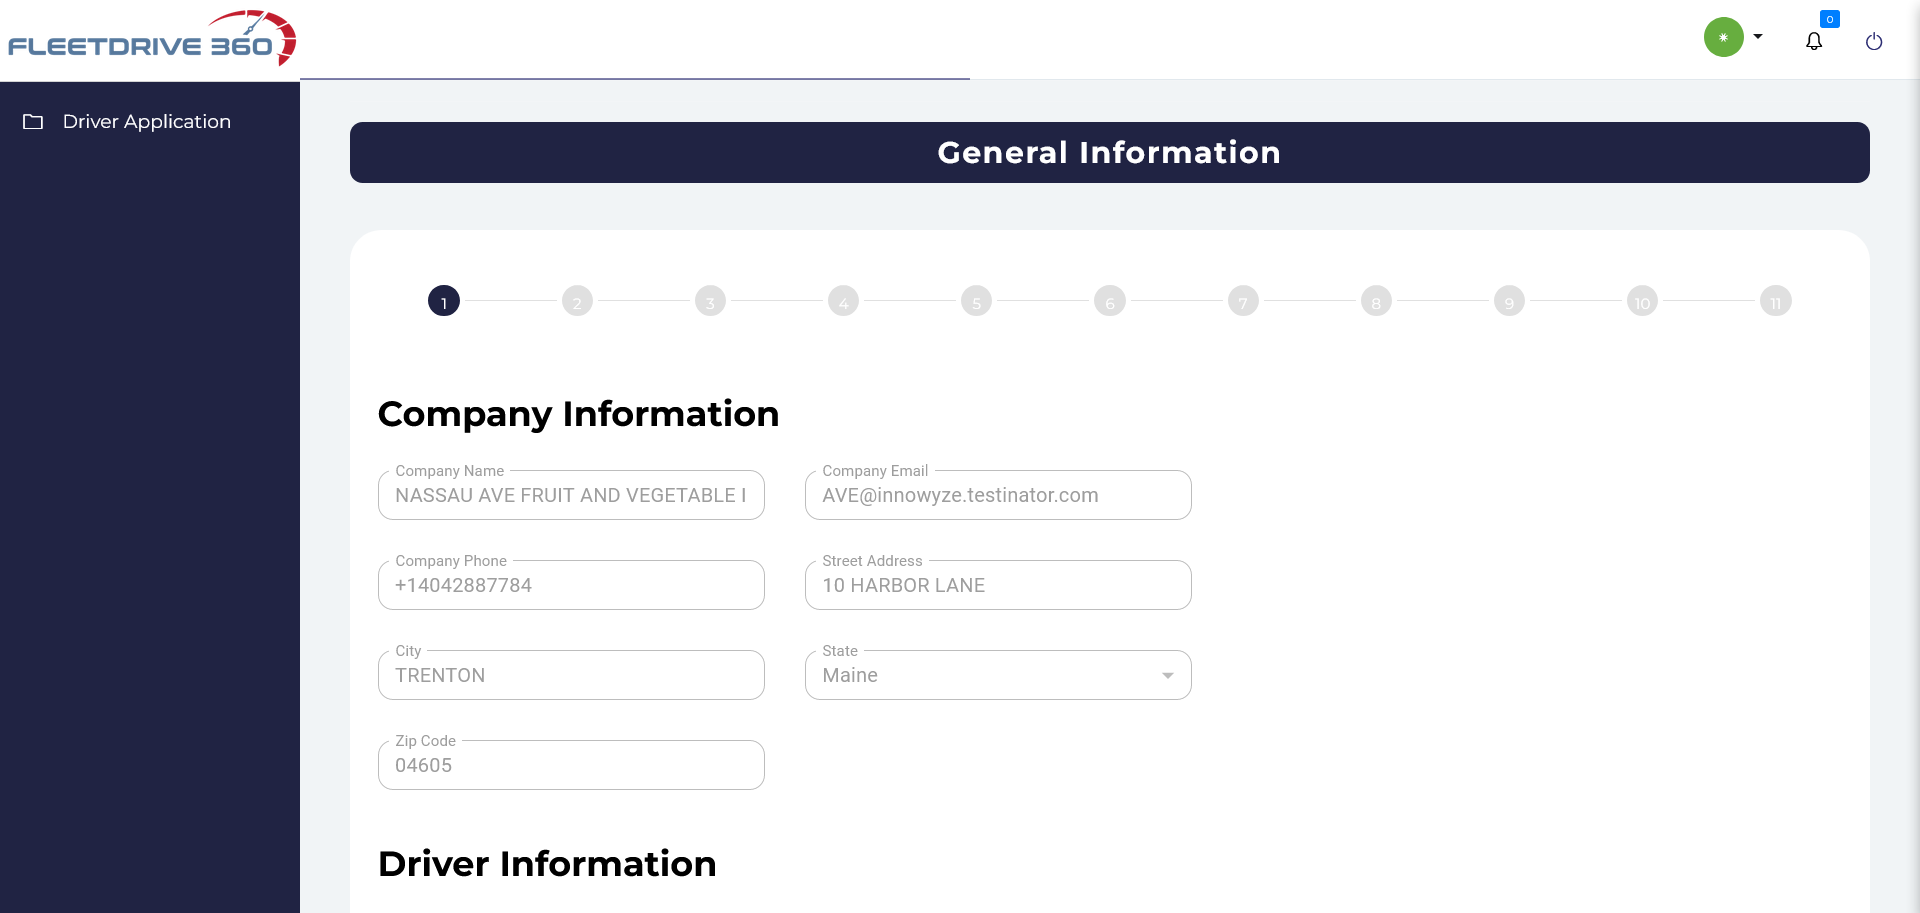 FLEETDRIVE 360
0
Driver Application
General Information
1 2 3 4 5 6 7 8 9 10 11
Company Information
Company Name
NASSAU AVE FRUIT AND VEGETABLE I
Company Email
AVE@innowyze.testinator.com
Company Phone
+14042887784
Street Address
10 HARBOR LANE
City
TRENTON
State
Maine
Zip Code
04605
Driver Information